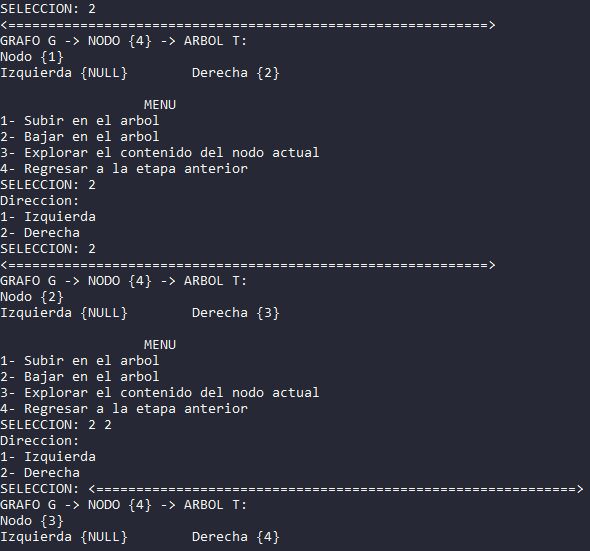 SELECCION: 2
<============================================================>
GRAFO G -> NODO {4} -> ARBOL T:
Nodo {1}
Izquierda {NULL}        Derecha {2}
MENU
1- Subir en el arbol
2- Bajar en el arbol
3- Explorar el contenido del nodo actual
4- Regresar a la etapa anterior
SELECCION: 2
Direccion:
1- Izquierda
2- Derecha
SELECCION: 2
<============================================================>
GRAFO G -> NODO {4} -> ARBOL T:
Nodo {2}
Izquierda {NULL}        Derecha {3}
MENU
1- Subir en el arbol
2- Bajar en el arbol
3- Explorar el contenido del nodo actual
4- Regresar a la etapa anterior
SELECCION: 2 2
Direccion:
1- Izquierda
2- Derecha
SELECCION: <============================================================>
GRAFO G -> NODO {4} -> ARBOL T:
Nodo {3}
Izquierda {NULL}        Derecha {4}